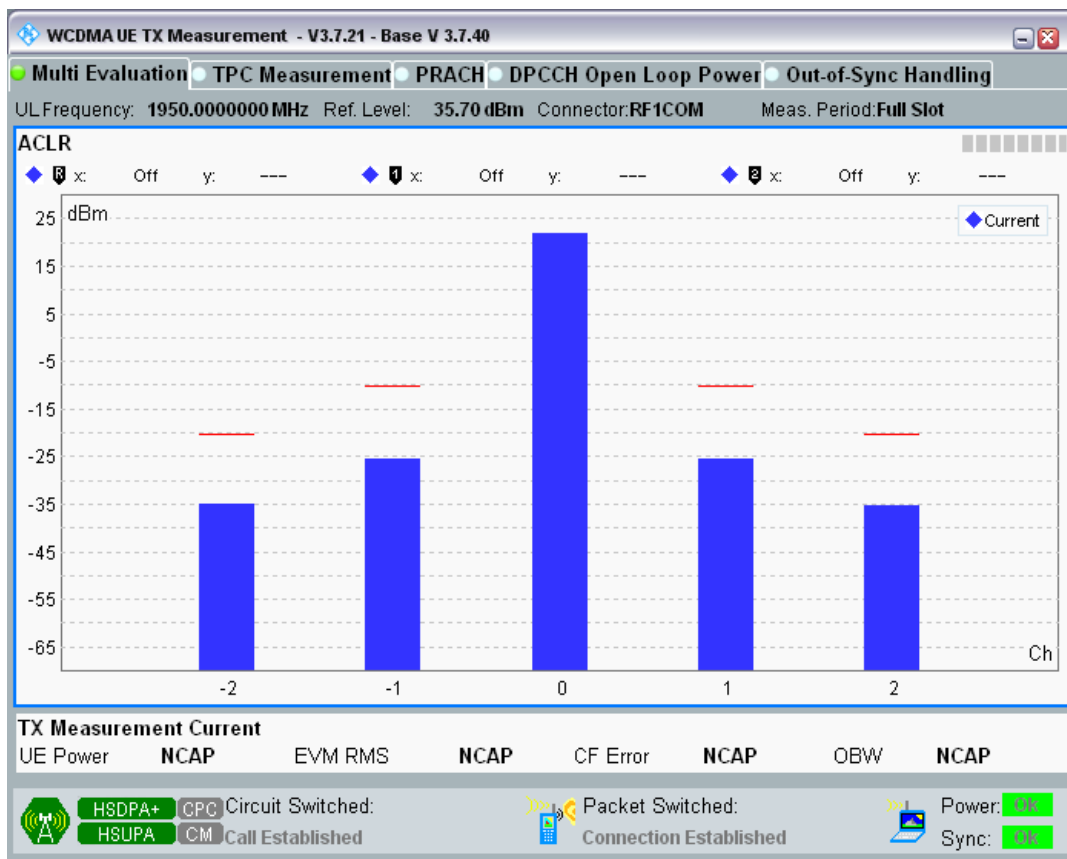 WCDMA UE TX Measurement - V3.7.21 - Base V 3.7.40
Multi Evaluation TPC Measurement PRACH DPCCH Open Loop Power Out-of-Sync Handling
UL Frequency: 1950.0000000 MHz Ref. Level: 35.70 dBm Connector:RF1COM Meas. Period:Full Slot
ACLR
R x: Off y: --- 1 x: Off y: --- 2 x: Off y: ---
dBm
Current
25
15
5
-5
-15
-25
-35
-45
-55
-65
Ch
-2 -1 0 1 2
TX Measurement Current
UE Power NCAP EVM RMS NCAP CF Error NCAP OBW NCAP
HSDPA+ CPC Circuit Switched: Packet Switched: Power: OK
HSUPA CM Call Established Connection Established Sync: OK